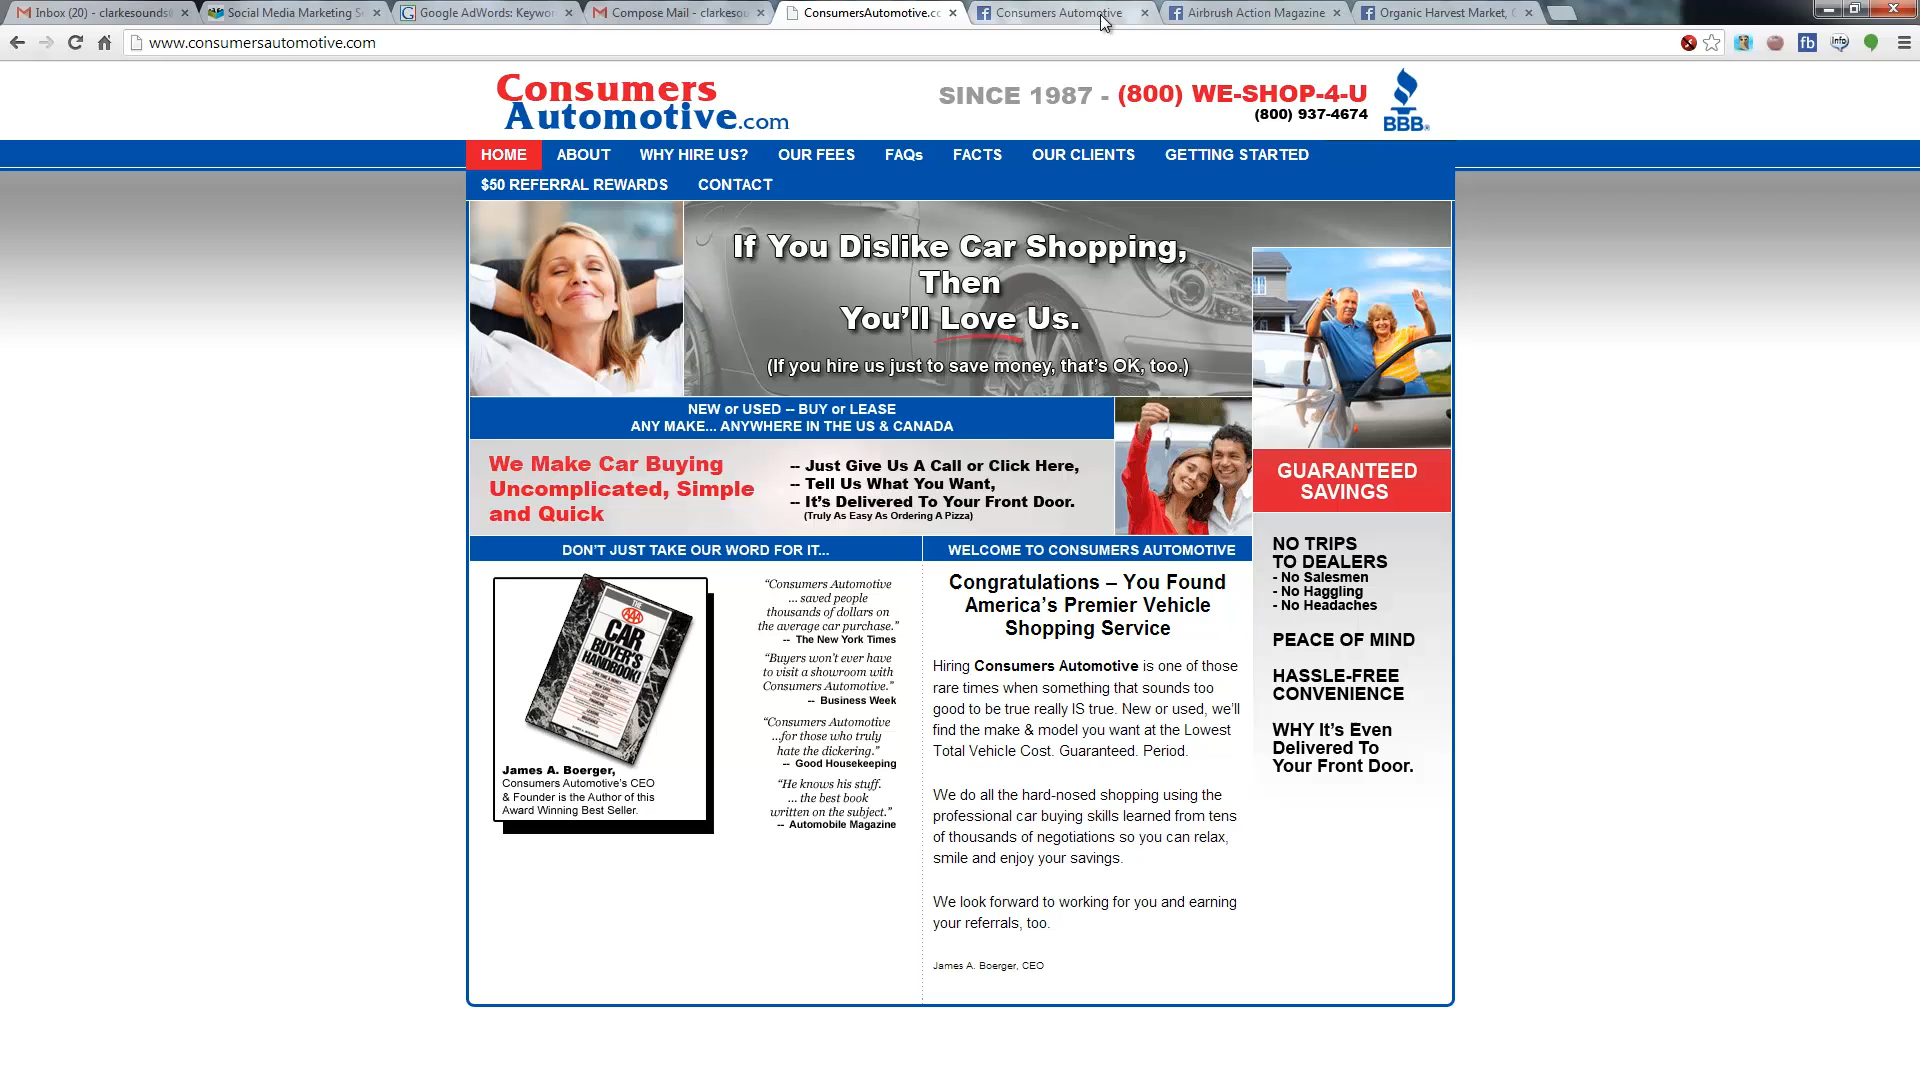 Inbox (20) - clarkesounds@
Social Media Marketing S
Google AdWords: Keywor
Compose Mail - clarkesou
ConsumersAutomotive.co
Consumers Automotive
Airbrush Action Magazine
Organic Harvest Market,
www.consumersautomotive.com
fb
Info
Consumers
Automotive.com
SINCE 1987 - (800) WE-SHOP-4-U
(800) 937-4674
BBB
HOME ABOUT WHY HIRE US? OUR FEES FAQs FACTS OUR CLIENTS GETTING STARTED
$50 REFERRAL REWARDS CONTACT
If You Dislike Car Shopping,
Then
You'll Love Us.
(If you hire us just to save money, that's OK, too.)
NEW or USED -- BUY or LEASE
ANY MAKE... ANYWHERE IN THE US & CANADA
We Make Car Buying
Uncomplicated, Simple
and Quick
-- Just Give Us A Call or Click Here,
-- Tell Us What You Want,
-- It's Delivered To Your Front Door.
(Truly As Easy As Ordering A Pizza)
GUARANTEED
SAVINGS
NO TRIPS
TO DEALERS
- No Salesmen
- No Haggling
- No Headaches
PEACE OF MIND
HASSLE-FREE
CONVENIENCE
WHY It's Even
Delivered To
Your Front Door.
DON'T JUST TAKE OUR WORD FOR IT...
THE
AAA
CAR
BUYER'S
HANDBOOK!
James A. Boerger,
Consumers Automotive's CEO
& Founder is the Author of this
Award Winning Best Seller.
“Consumers Automotive
... saved people
thousands of dollars on
the average car purchase.”
-- The New York Times
“Buyers won't ever have
to visit a showroom with
Consumers Automotive.”
-- Business Week
“Consumers Automotive
...for those who truly
hate the dickering.”
-- Good Housekeeping
“He knows his stuff.
... the best book
written on the subject.”
-- Automobile Magazine
WELCOME TO CONSUMERS AUTOMOTIVE
Congratulations – You Found
America's Premier Vehicle
Shopping Service
Hiring Consumers Automotive is one of those
rare times when something that sounds too
good to be true really IS true. New or used, we'll
find the make & model you want at the Lowest
Total Vehicle Cost. Guaranteed. Period.
We do all the hard-nosed shopping using the
professional car buying skills learned from tens
of thousands of negotiations so you can relax,
smile and enjoy your savings.
We look forward to working for you and earning
your referrals, too.
James A. Boerger, CEO